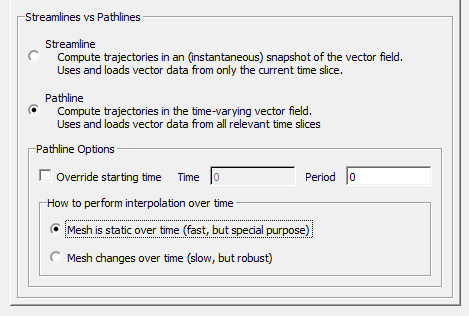 Streamlines vs Pathlines
Streamline
Compute trajectories in an (instantaneous) snapshot of the vector field.
Uses and loads vector data from only the current time slice.
Pathline
Compute trajectories in the time-varying vector field.
Uses and loads vector data from all relevant time slices
Pathline Options
Override starting time Time 0 Period 0
How to perform interpolation over time
Mesh is static over time (fast, but special purpose)
Mesh changes over time (slow, but robust)